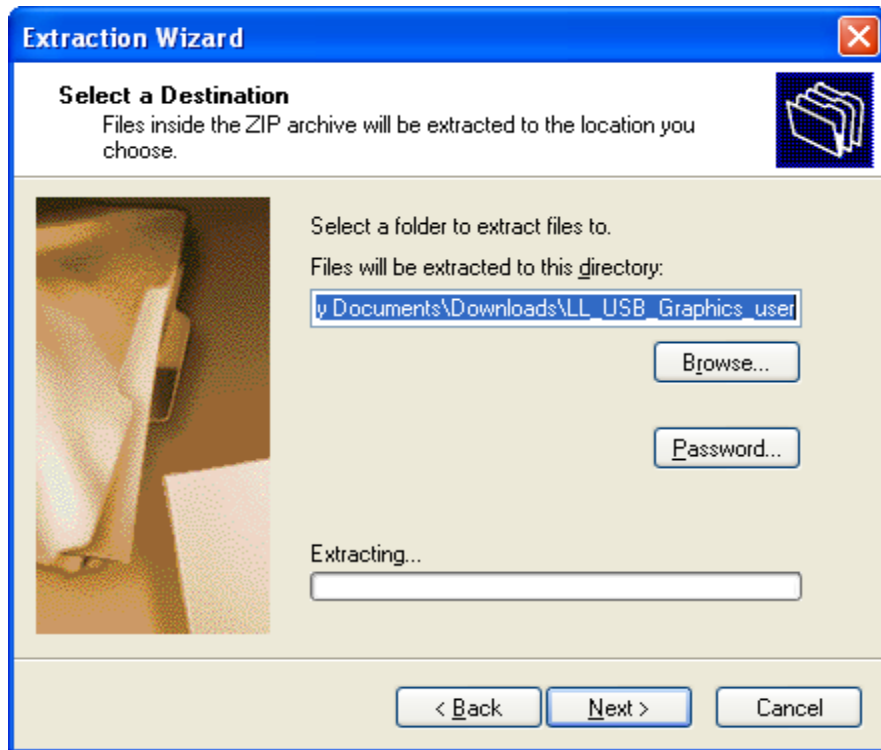 Extraction Wizard
Select a Destination
Files inside the ZIP archive will be extracted to the location you
choose.
Select a folder to extract files to.
Files will be extracted to this directory:
y Documents\Downloads\LL_USB_Graphics_user
Browse...
Password...
Extracting...
< Back
Next >
Cancel